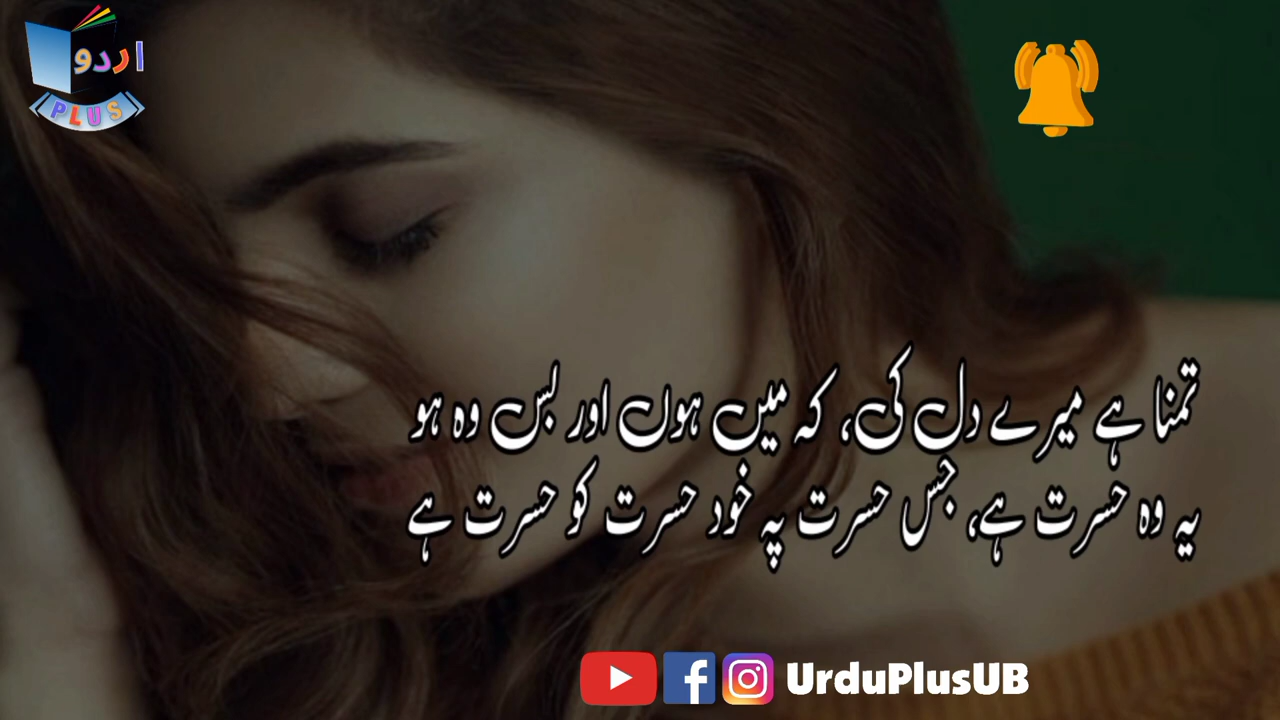 اردو
PLUS
تمنا ہے میرے دل کی، کہ میں ہوں اور بس وہ ہو
یہ وہ حسرت ہے، جس حسرت پہ خود حسرت کو حسرت ہے
UrduPlusUB